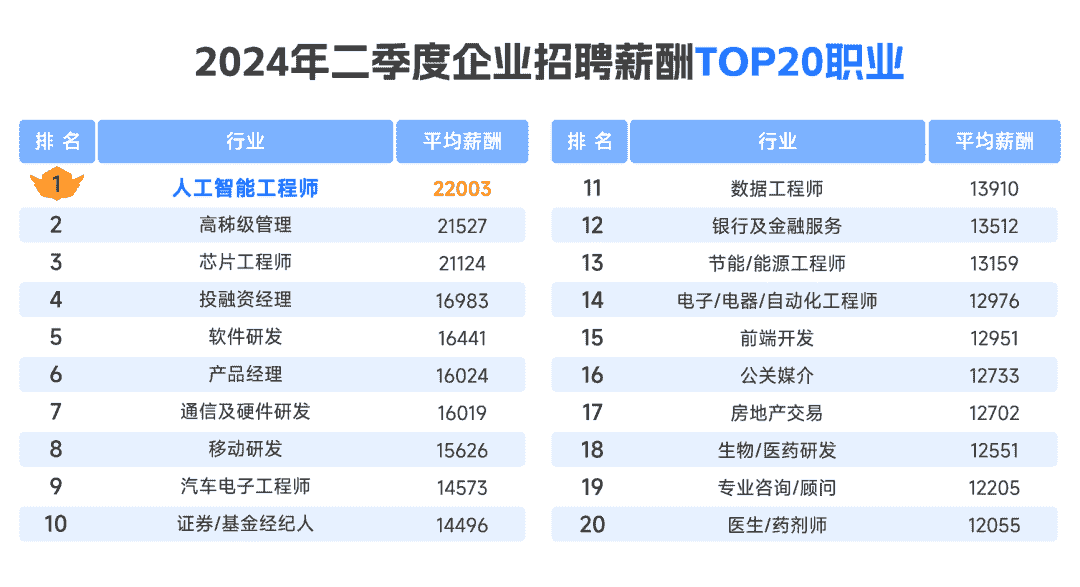 2024年二季度企业招聘薪酬TOP20职业
排 名 行业 平均薪酬
1 人工智能工程师 22003
2 高秭级管理 21527
3 芯片工程师 21124
4 投融资经理 16983
5 软件研发 16441
6 产品经理 16024
7 通信及硬件研发 16019
8 移动研发 15626
9 汽车电子工程师 14573
10 证券/基金经纪人 14496
排 名 行业 平均薪酬
11 数据工程师 13910
12 银行及金融服务 13512
13 节能/能源工程师 13159
14 电子/电器/自动化工程师 12976
15 前端开发 12951
16 公关媒介 12733
17 房地产交易 12702
18 生物/医药研发 12551
19 专业咨询/顾问 12205
20 医生/药剂师 12055